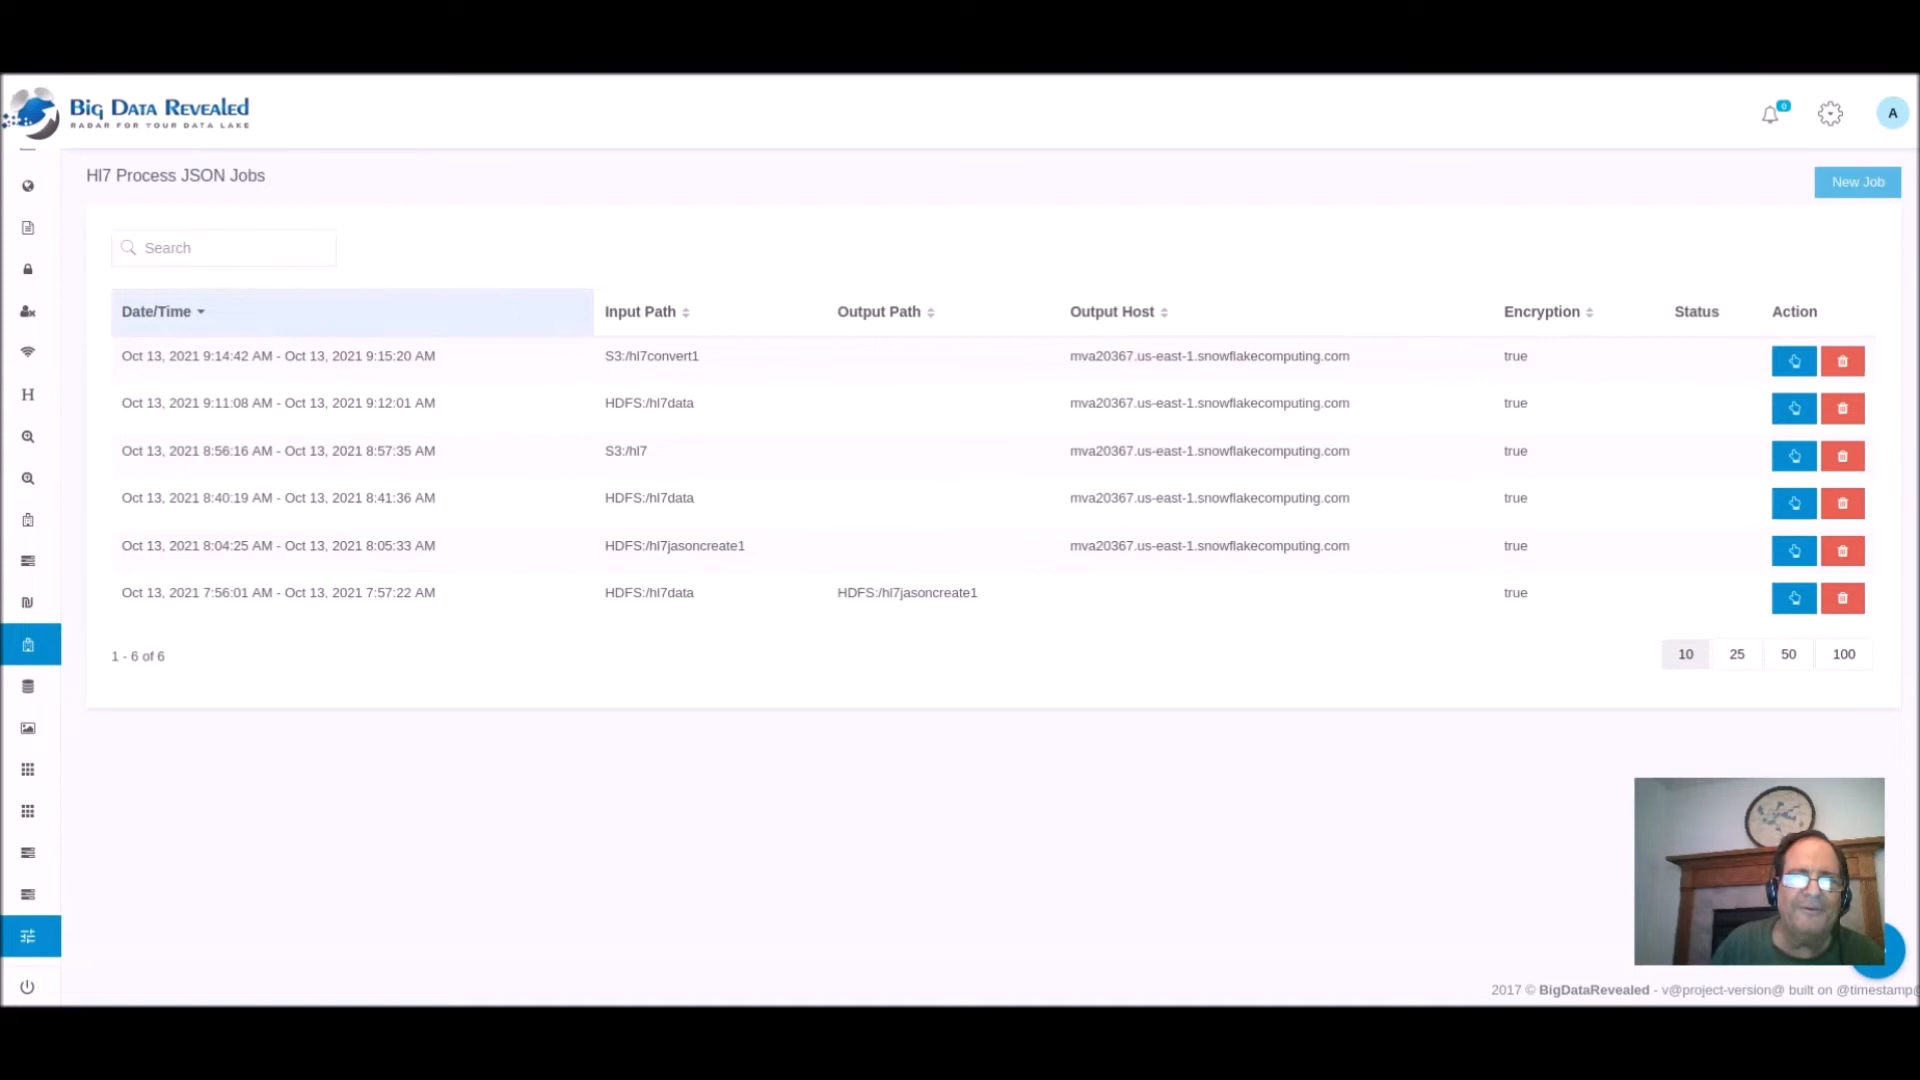 Big Data Revealed
RADAR FOR YOUR DATA LAKE
0
A
Hl7 Process JSON Jobs
New Job
Search
Date/Time Input Path Output Path Output Host Encryption Status Action
Oct 13, 2021 9:14:42 AM - Oct 13, 2021 9:15:20 AM S3:/hl7convert1 mva20367.us-east-1.snowflakecomputing.com true
Oct 13, 2021 9:11:08 AM - Oct 13, 2021 9:12:01 AM HDFS:/hl7data mva20367.us-east-1.snowflakecomputing.com true
Oct 13, 2021 8:56:16 AM - Oct 13, 2021 8:57:35 AM S3:/hl7 mva20367.us-east-1.snowflakecomputing.com true
Oct 13, 2021 8:40:19 AM - Oct 13, 2021 8:41:36 AM HDFS:/hl7data mva20367.us-east-1.snowflakecomputing.com true
Oct 13, 2021 8:04:25 AM - Oct 13, 2021 8:05:33 AM HDFS:/hl7jasoncreate1 mva20367.us-east-1.snowflakecomputing.com true
Oct 13, 2021 7:56:01 AM - Oct 13, 2021 7:57:22 AM HDFS:/hl7data HDFS:/hl7jasoncreate1 true
1 - 6 of 6 10 25 50 100
2017 © BigDataRevealed - v@project-version@ built on @timestamp@